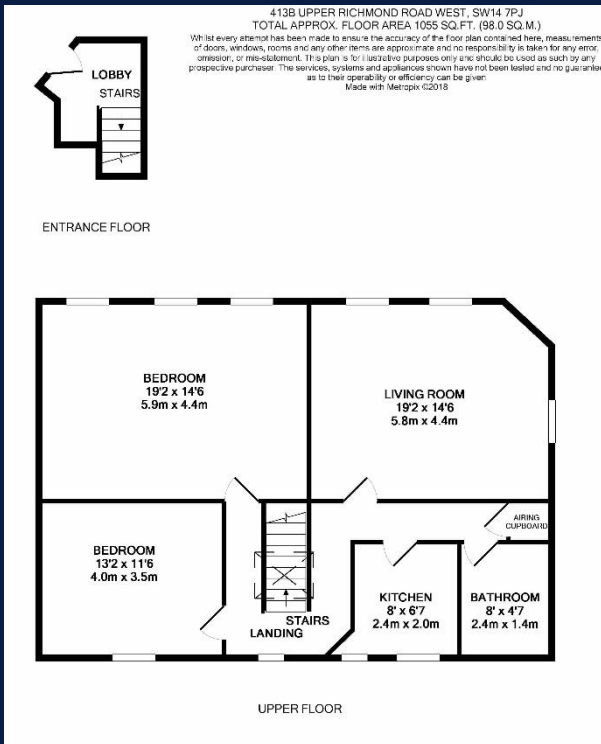 413B UPPER RICHMOND ROAD WEST, SW14 7PJ
TOTAL APPROX. FLOOR AREA 1055 SQ.FT. (98.0 SQ.M.)
Whilst every attempt has been made to ensure the accuracy of the floor plan contained here, measurements
of doors, windows, rooms and any other items are approximate and no responsibility is taken for any error,
omission, or mis-statement. This plan is for illustrative purposes only and should be used as such by any
prospective purchaser. The services, systems and appliances shown have not been tested and no guarantee
as to their operability or efficiency can be given
Made with Metropix ©2018
LOBBY
STAIRS
ENTRANCE FLOOR
BEDROOM
19'2 x 14'6
5.9m x 4.4m
LIVING ROOM
19'2 x 14'6
5.8m x 4.4m
AIRING
CUPBOARD
BEDROOM
13'2 x 11'6
4.0m x 3.5m
KITCHEN
8' x 6'7
2.4m x 2.0m
BATHROOM
8' x 4'7
2.4m x 1.4m
STAIRS
LANDING
UPPER FLOOR